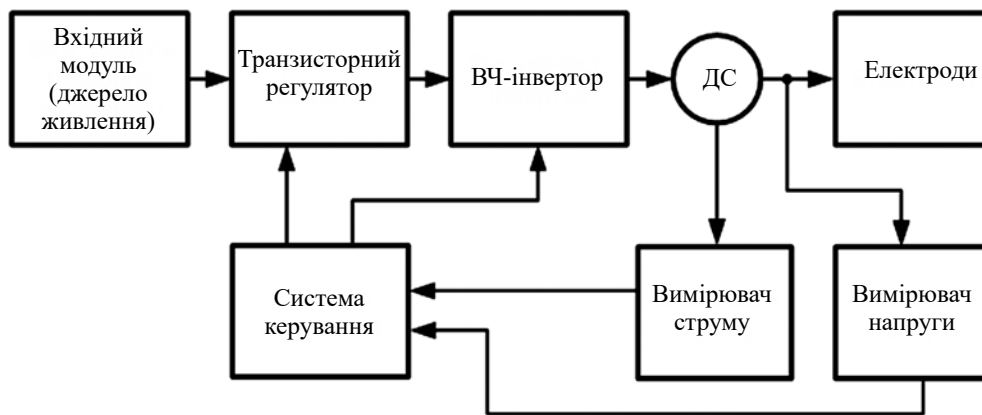 Вхідний
модуль
(джерело
живлення)
Транзисторний
регулятор
ВЧ-інвертор
ДС
Електроди
Система
керування
Вимірювач
струму
Вимірювач
напруги